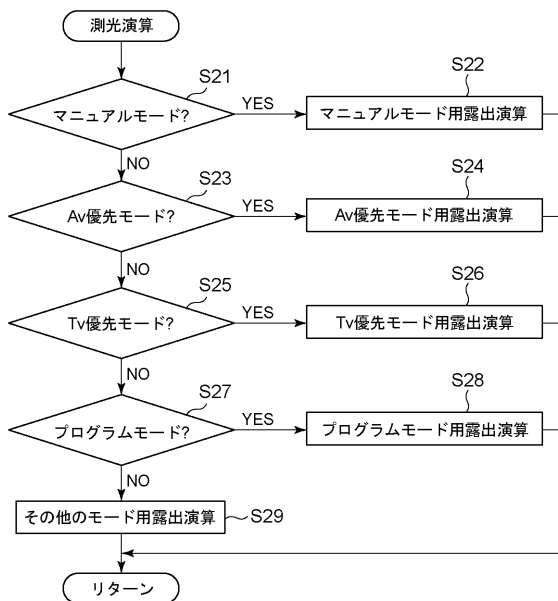 測光演算
S21
マニュアルモード?
YES
S22
マニュアルモード用露出演算
NO
S23
Av優先モード?
YES
S24
Av優先モード用露出演算
NO
S25
Tv優先モード?
YES
S26
Tv優先モード用露出演算
NO
S27
プログラムモード?
YES
S28
プログラムモード用露出演算
NO
その他のモード用露出演算
S29
リターン